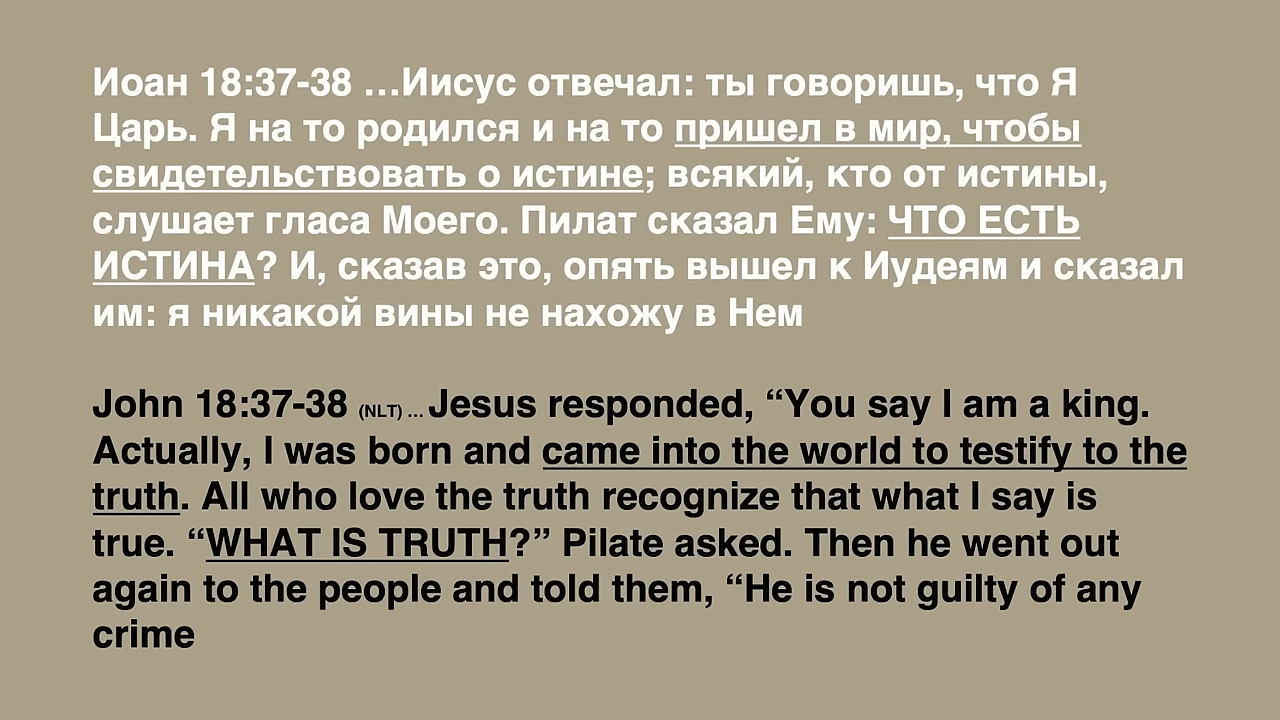 Иоан 18:37-38 …Иисус отвечал: ты говоришь, что Я
Царь. Я на то родился и на то пришел в мир, чтобы
свидетельствовать о истине; всякий, кто от истины,
слушает гласа Моего. Пилат сказал Ему: ЧТО ЕСТЬ
ИСТИНА? И, сказав это, опять вышел к Иудеям и сказал
им: я никакой вины не нахожу в Нем
John 18:37-38 (NLT) … Jesus responded, “You say I am a king.
Actually, I was born and came into the world to testify to the
truth. All who love the truth recognize that what I say is
true. “WHAT IS TRUTH?” Pilate asked. Then he went out
again to the people and told them, “He is not guilty of any
crime